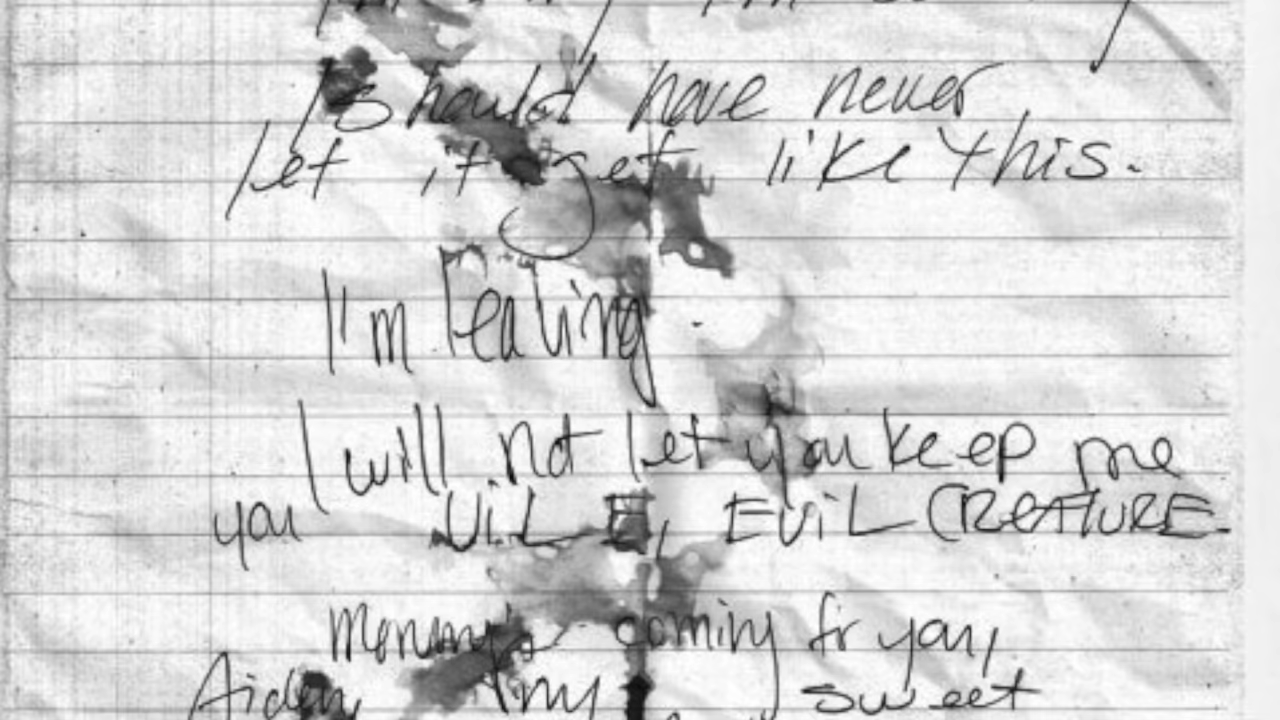 I should have never
let it get like this.
I'm leaving
I will not let you keep me
you ViLE, EViL CREATURE
Mommy's coming fr you,
Aiden, my sweet